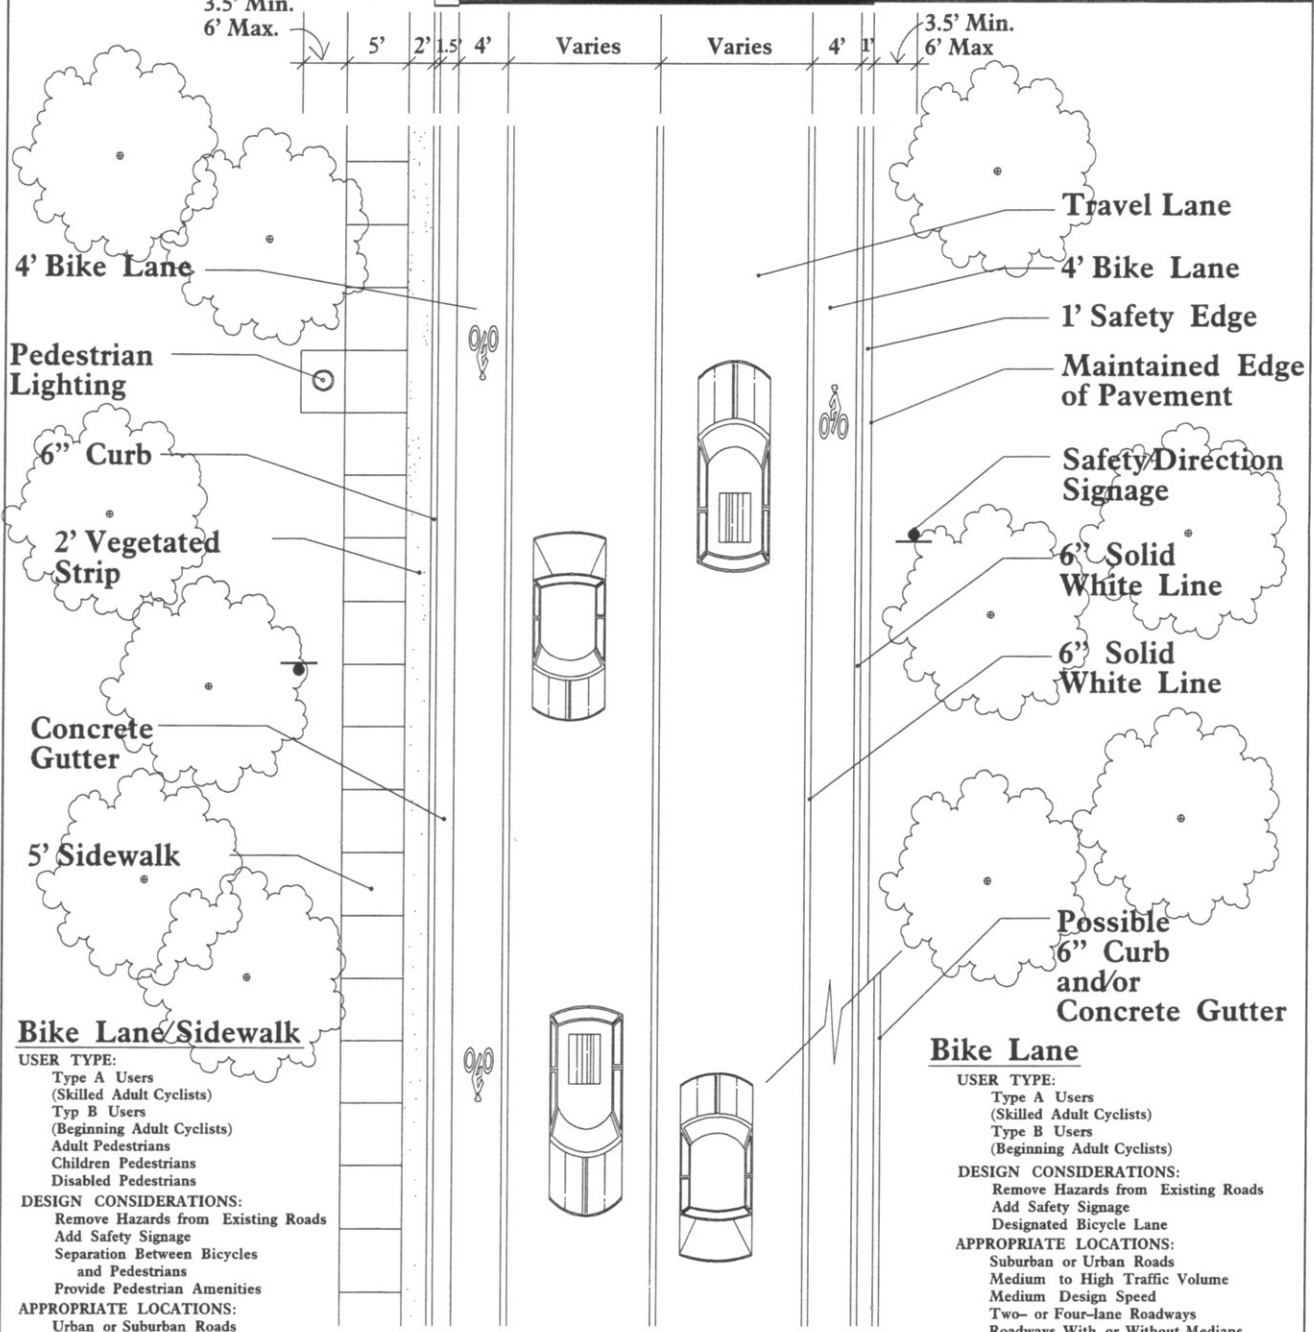 3.5' Min.
6' Max.
5'
2'
1.5'
4'
Varies
Varies
4'
1'
3.5' Min.
6' Max
4' Bike Lane
Pedestrian
Lighting
6" Curb
2' Vegetated
Strip
Concrete
Gutter
5' Sidewalk
Travel Lane
4' Bike Lane
1' Safety Edge
Maintained Edge
of Pavement
Safety/Direction
Signage
6" Solid
White Line
6" Solid
White Line
Possible
6" Curb
and/or
Concrete Gutter
Bike Lane/Sidewalk
USER TYPE:
Type A Users
(Skilled Adult Cyclists)
Typ B Users
(Beginning Adult Cyclists)
Adult Pedestrians
Children Pedestrians
Disabled Pedestrians
DESIGN CONSIDERATIONS:
Remove Hazards from Existing Roads
Add Safety Signage
Separation Between Bicycles
and Pedestrians
Provide Pedestrian Amenities
APPROPRIATE LOCATIONS:
Urban or Suburban Roads
Bike Lane
USER TYPE:
Type A Users
(Skilled Adult Cyclists)
Type B Users
(Beginning Adult Cyclists)
DESIGN CONSIDERATIONS:
Remove Hazards from Existing Roads
Add Safety Signage
Designated Bicycle Lane
APPROPRIATE LOCATIONS:
Suburban or Urban Roads
Medium to High Traffic Volume
Medium Design Speed
Two- or Four-lane Roadways
Roadways With or Without Medians